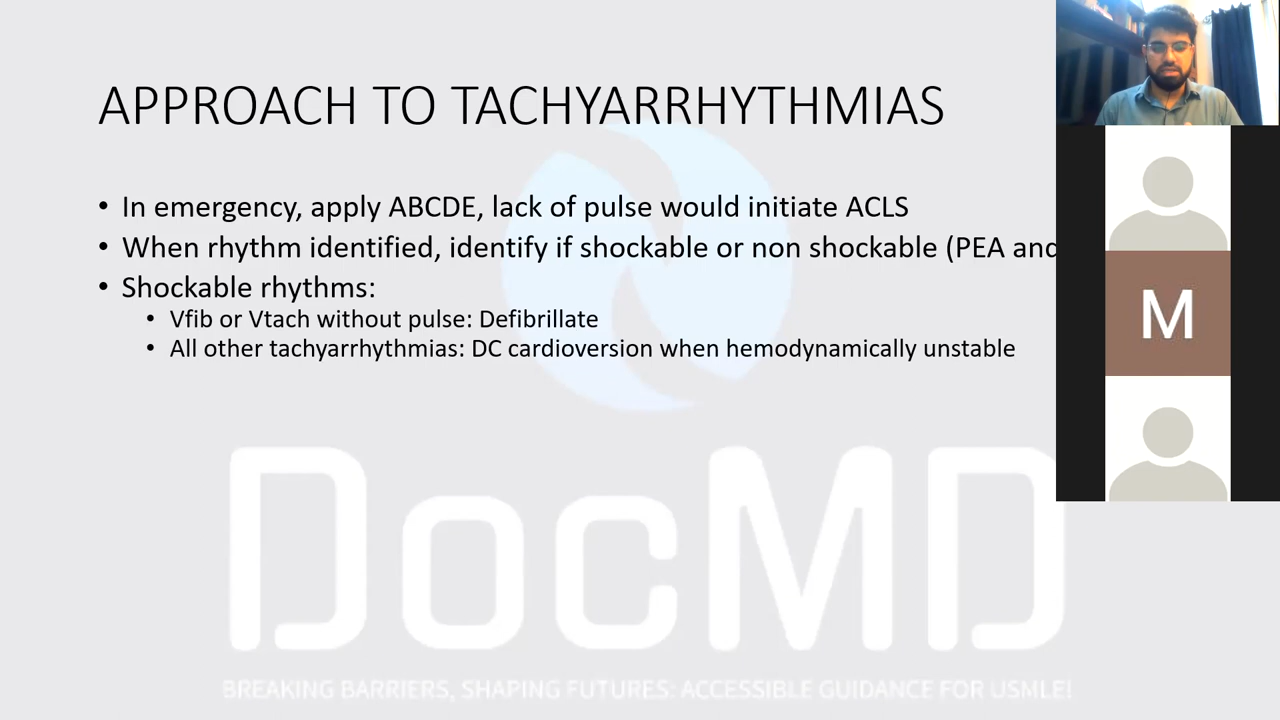 APPROACH TO TACHYARRHYTHMIAS
• In emergency, apply ABCDE, lack of pulse would initiate ACLS
• When rhythm identified, identify if shockable or non shockable (PEA and
• Shockable rhythms:
• Vfib or Vtach without pulse: Defibrillate
• All other tachyarrhythmias: DC cardioversion when hemodynamically unstable
M
DocMD
BREAKING BARRIERS, SHAPING FUTURES: ACCESSIBLE GUIDANCE FOR USMLE!